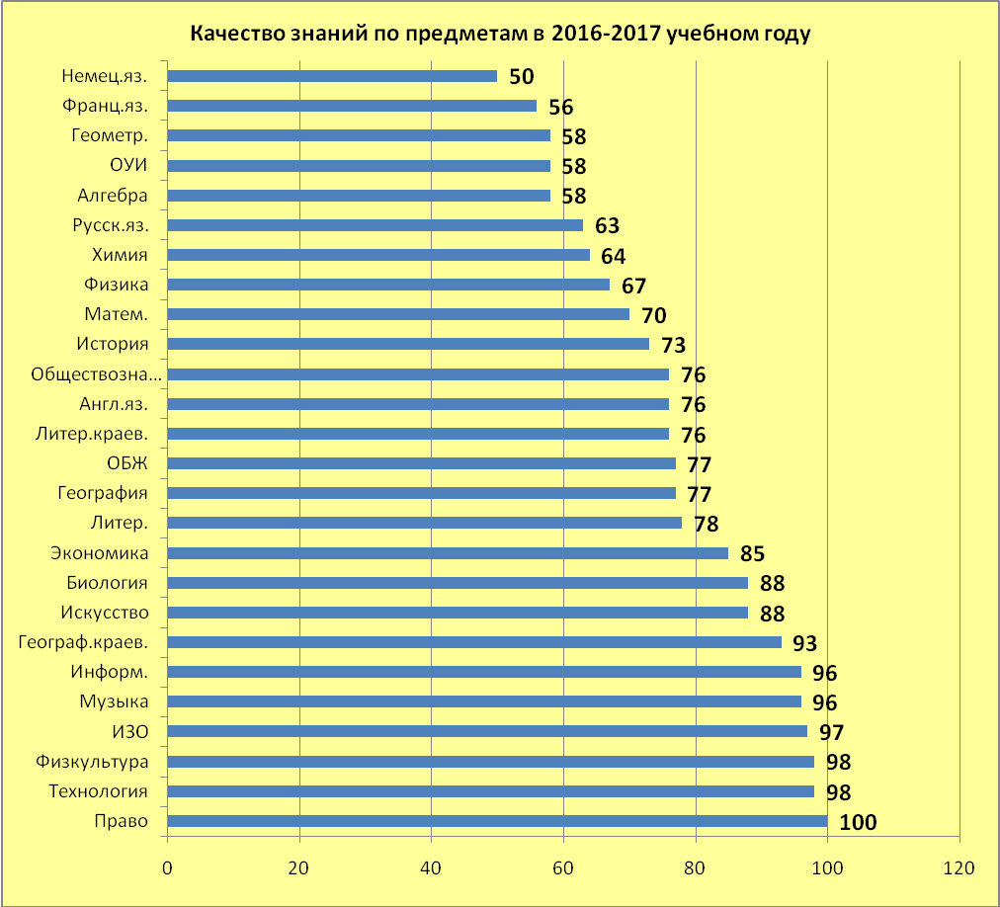 Качество знаний по предметам в 2016-2017 учебном году
Немец.яз. 50
Франц.яз. 56
Геометр. 58
ОУИ 58
Алгебра 58
Русск.яз. 63
Химия 64
Физика 67
Матем. 70
История 73
Обществозна... 76
Англ.яз. 76
Литер.краев. 76
ОБЖ 77
География 77
Литер. 78
Экономика 85
Биология 88
Искусство 88
Географ.краев. 93
Информ. 96
Музыка 96
ИЗО 97
Физкультура 98
Технология 98
Право 100
0 20 40 60 80 100 120